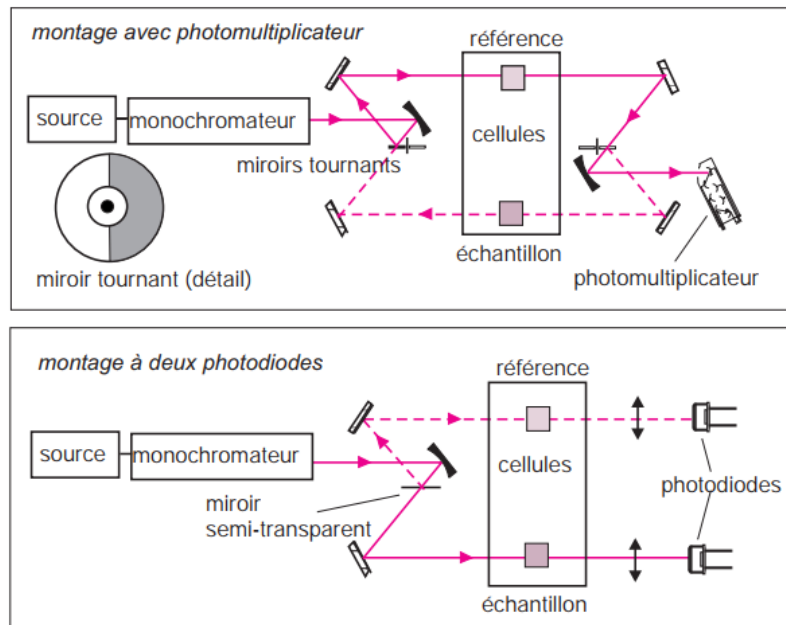 montage avec photomultiplicateur
référence
source
monochromateur
cellules
miroirs tournants
échantillon
miroir tournant (détail)
photomultiplicateur
montage à deux photodiodes
référence
source
monochromateur
cellules
photodiodes
miroir
semi-transparent
échantillon